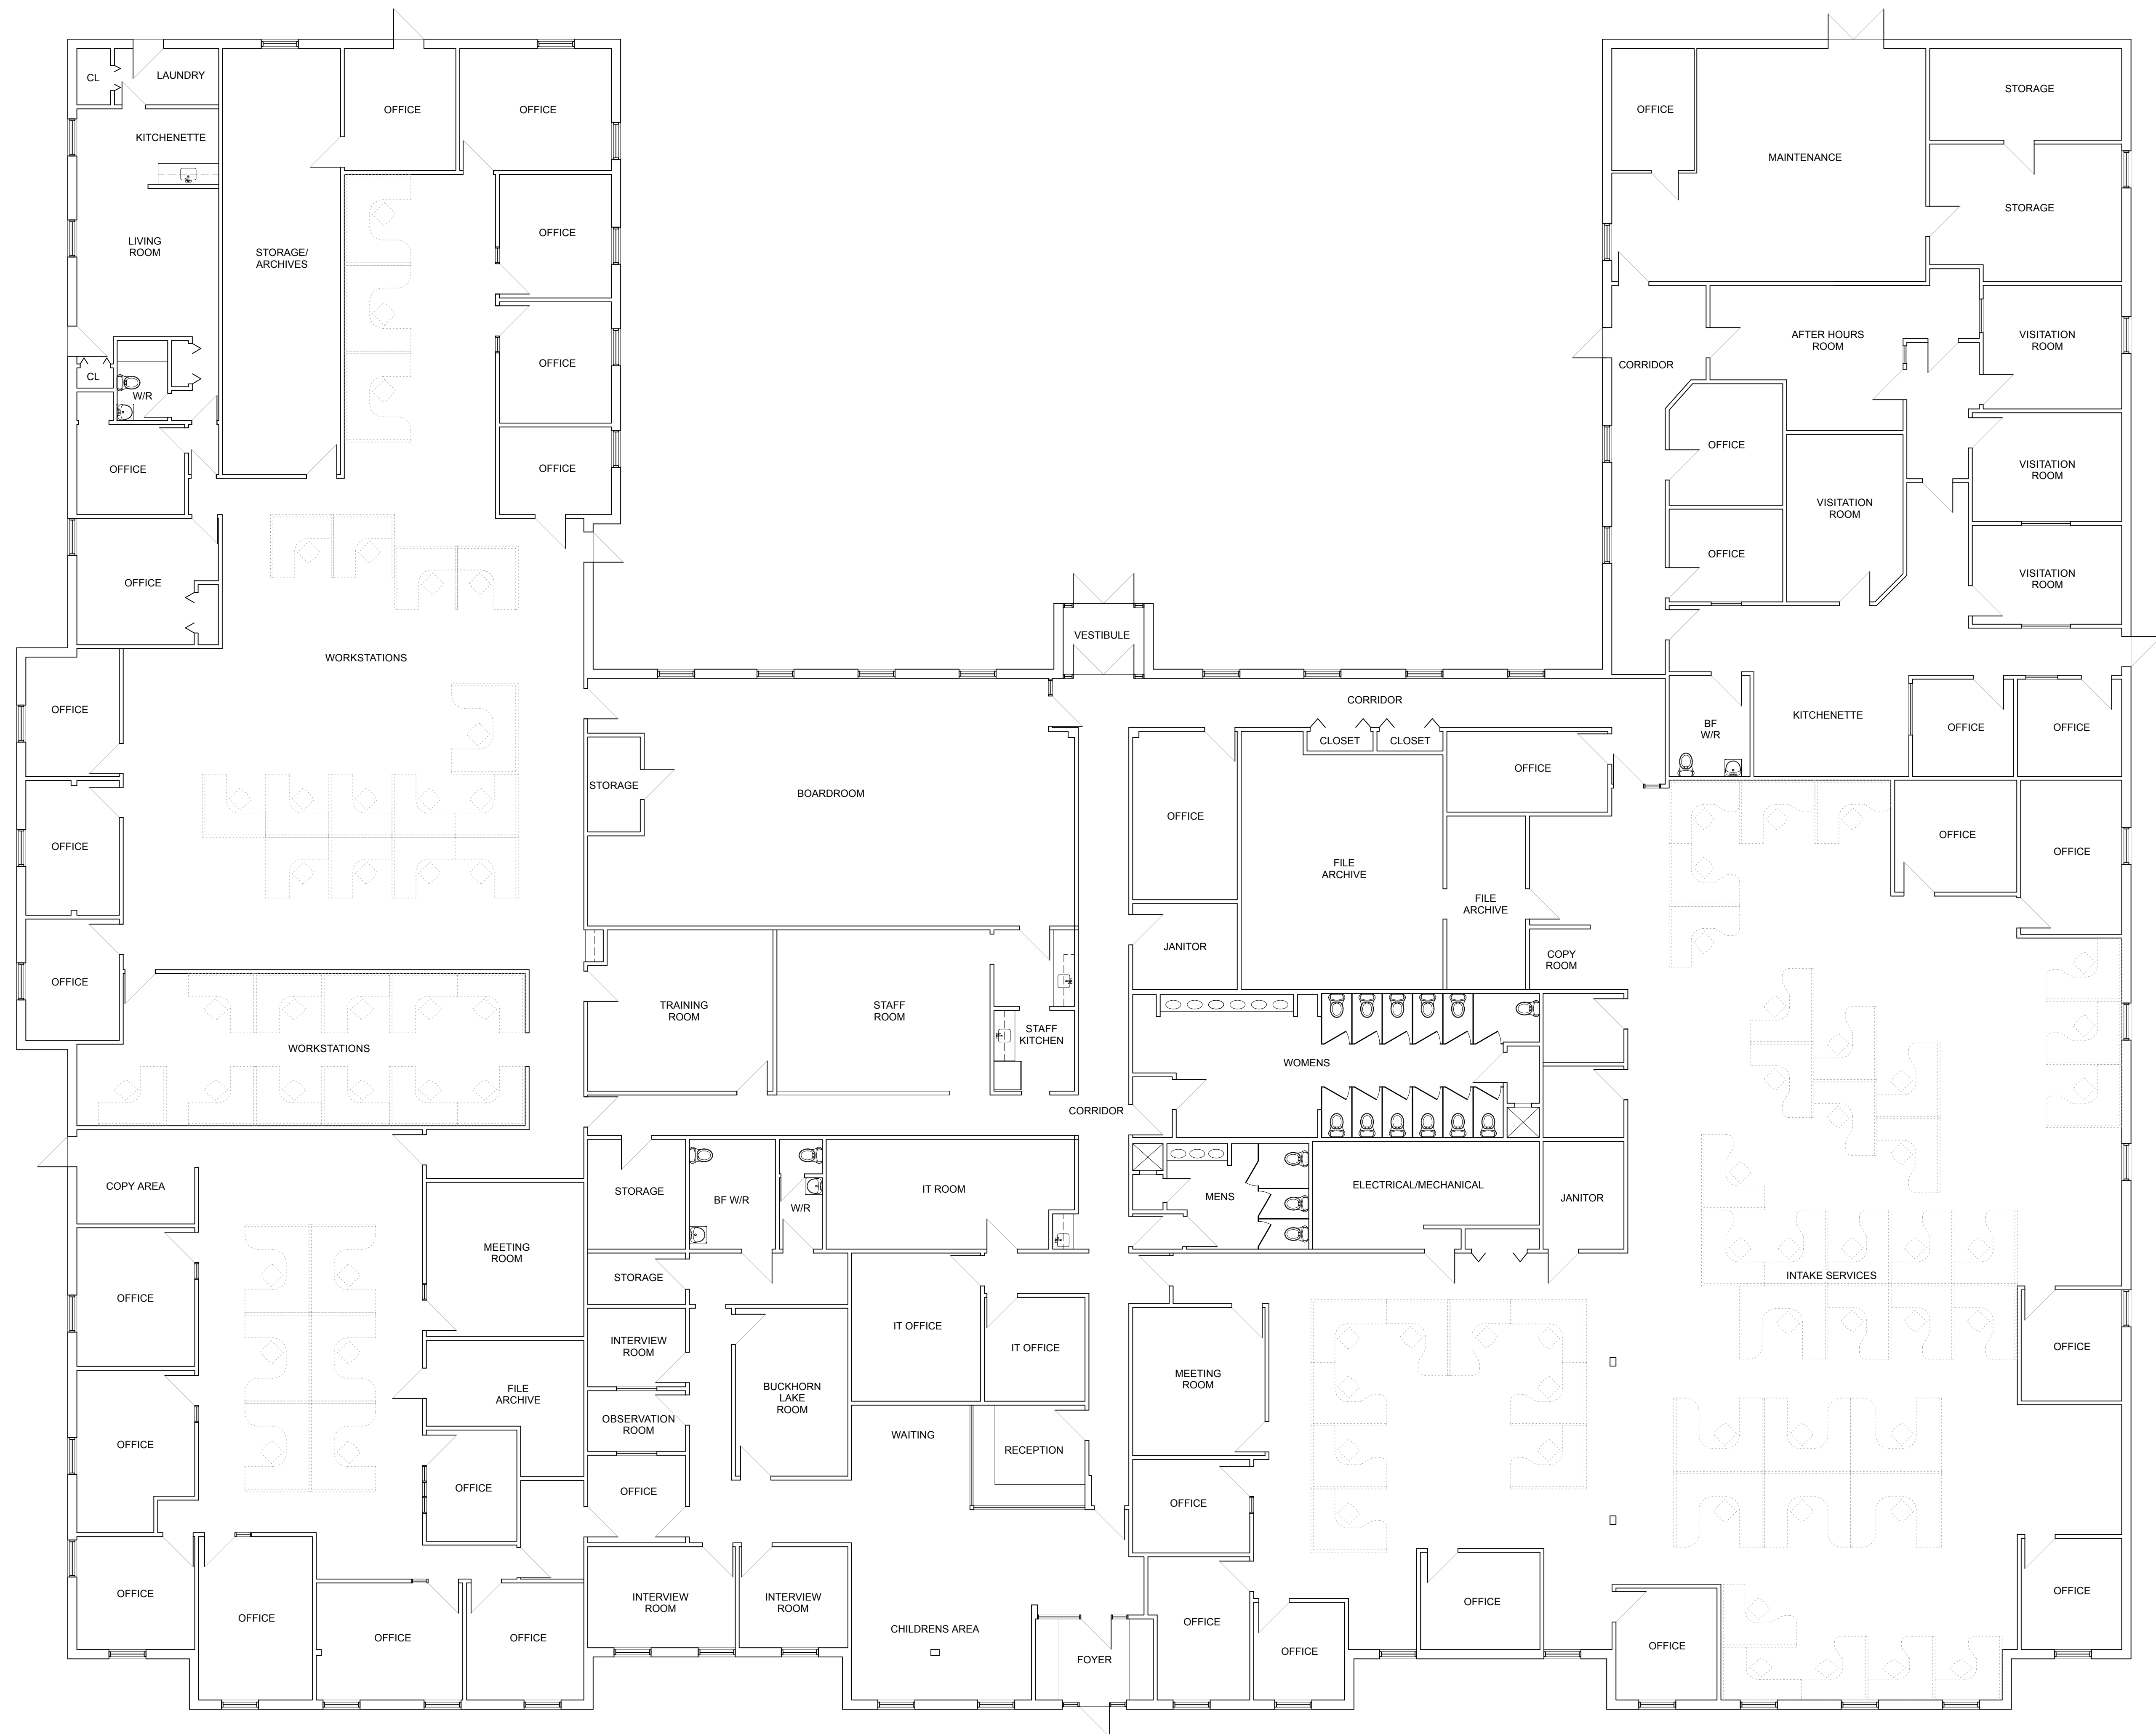 CL
LAUNDRY
OFFICE
OFFICE
KITCHENETTE
OFFICE
LIVING
ROOM
STORAGE/
ARCHIVES
OFFICE
CL
W/R
OFFICE
OFFICE
OFFICE
WORKSTATIONS
OFFICE
OFFICE
OFFICE
WORKSTATIONS
COPY AREA
OFFICE
OFFICE
OFFICE
OFFICE
OFFICE
OFFICE
MEETING
ROOM
FILE
ARCHIVE
OFFICE
VESTIBULE
STORAGE
BOARDROOM
TRAINING
ROOM
STAFF
ROOM
STAFF
KITCHEN
CORRIDOR
STORAGE
BF W/R
W/R
IT ROOM
STORAGE
INTERVIEW
ROOM
OBSERVATION
ROOM
OFFICE
BUCKHORN
LAKE
ROOM
IT OFFICE
IT OFFICE
WAITING
RECEPTION
INTERVIEW
ROOM
INTERVIEW
ROOM
CHILDRENS AREA
FOYER
CORRIDOR
CLOSET
CLOSET
OFFICE
OFFICE
FILE
ARCHIVE
FILE
ARCHIVE
JANITOR
COPY
ROOM
WOMENS
MENS
ELECTRICAL/MECHANICAL
JANITOR
MEETING
ROOM
OFFICE
OFFICE
OFFICE
OFFICE
OFFICE
OFFICE
STORAGE
MAINTENANCE
STORAGE
AFTER HOURS
ROOM
VISITATION
ROOM
CORRIDOR
OFFICE
VISITATION
ROOM
VISITATION
ROOM
OFFICE
VISITATION
ROOM
BF
W/R
KITCHENETTE
OFFICE
OFFICE
OFFICE
OFFICE
INTAKE SERVICES
OFFICE
OFFICE